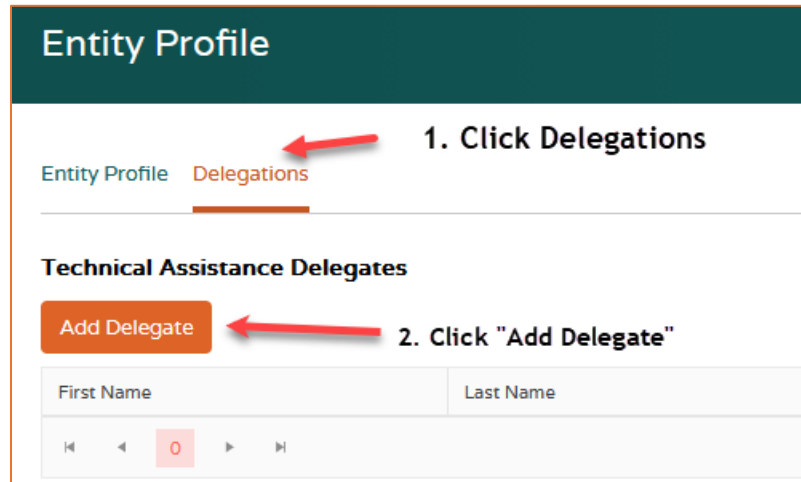 Entity Profile
1. Click Delegations
Entity Profile Delegations
Technical Assistance Delegates
Add Delegate
2. Click "Add Delegate"
First Name Last Name
0